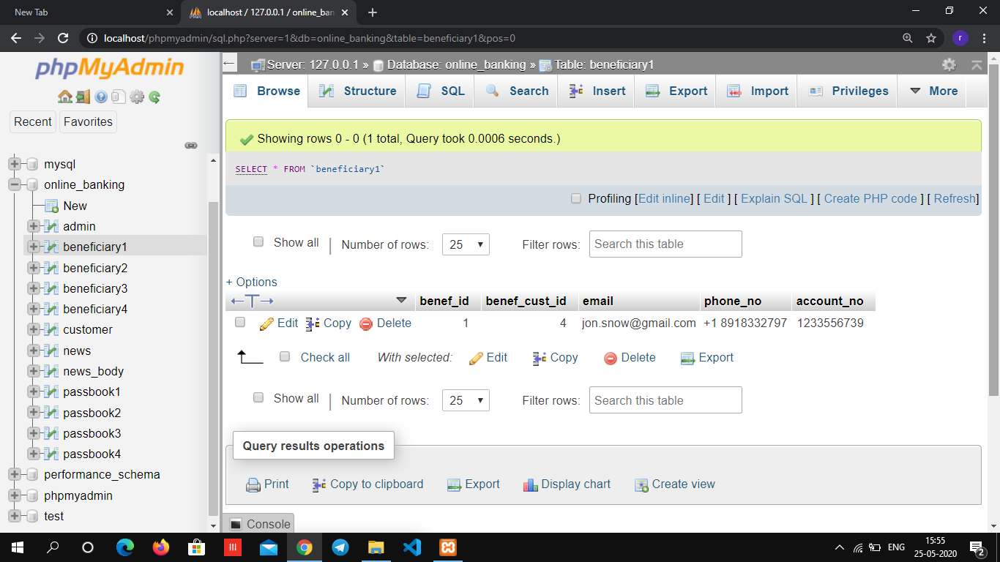 New Tab
localhost / 127.0.0.1 / online_ban
localhost/phpmyadmin/sql.php?server=1&db=online_banking&table=beneficiary1&pos=0
r
phpMyAdmin
Recent Favorites
mysql
online_banking
New
admin
beneficiary1
beneficiary2
beneficiary3
beneficiary4
customer
news
news_body
passbook1
passbook2
passbook3
passbook4
performance_schema
phpmyadmin
test
Server: 127.0.0.1 » Database: online_banking » Table: beneficiary1
Browse Structure SQL Search Insert Export Import Privileges More
Showing rows 0 - 0 (1 total, Query took 0.0006 seconds.)
SELECT * FROM `beneficiary1`
Profiling [Edit inline] [ Edit ] [ Explain SQL ] [ Create PHP code ] [ Refresh]
Show all | Number of rows: 25 Filter rows: Search this table
+ Options
benef_id benef_cust_id email phone_no account_no
Edit Copy Delete 1 4 jon.snow@gmail.com +1 8918332797 1233556739
Check all With selected: Edit Copy Delete Export
Show all | Number of rows: 25 Filter rows: Search this table
Query results operations
Print Copy to clipboard Export Display chart Create view
Console
ENG
15:55
25-05-2020
2